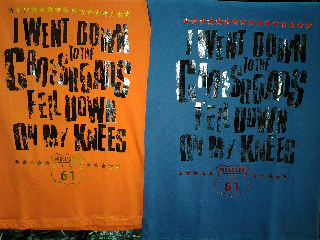 I WENT DOWN
TO THE
CROSSROADS
FELL DOWN
ON MY KNEES
61
I WENT DOWN
TO THE
CROSSROADS
FELL DOWN
ON MY KNEES
61